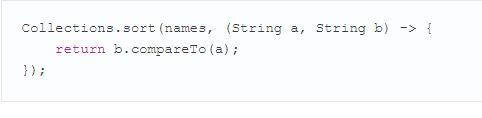 Collections.sort(names, (String a, String b) -> {
    return b.compareTo(a);
});